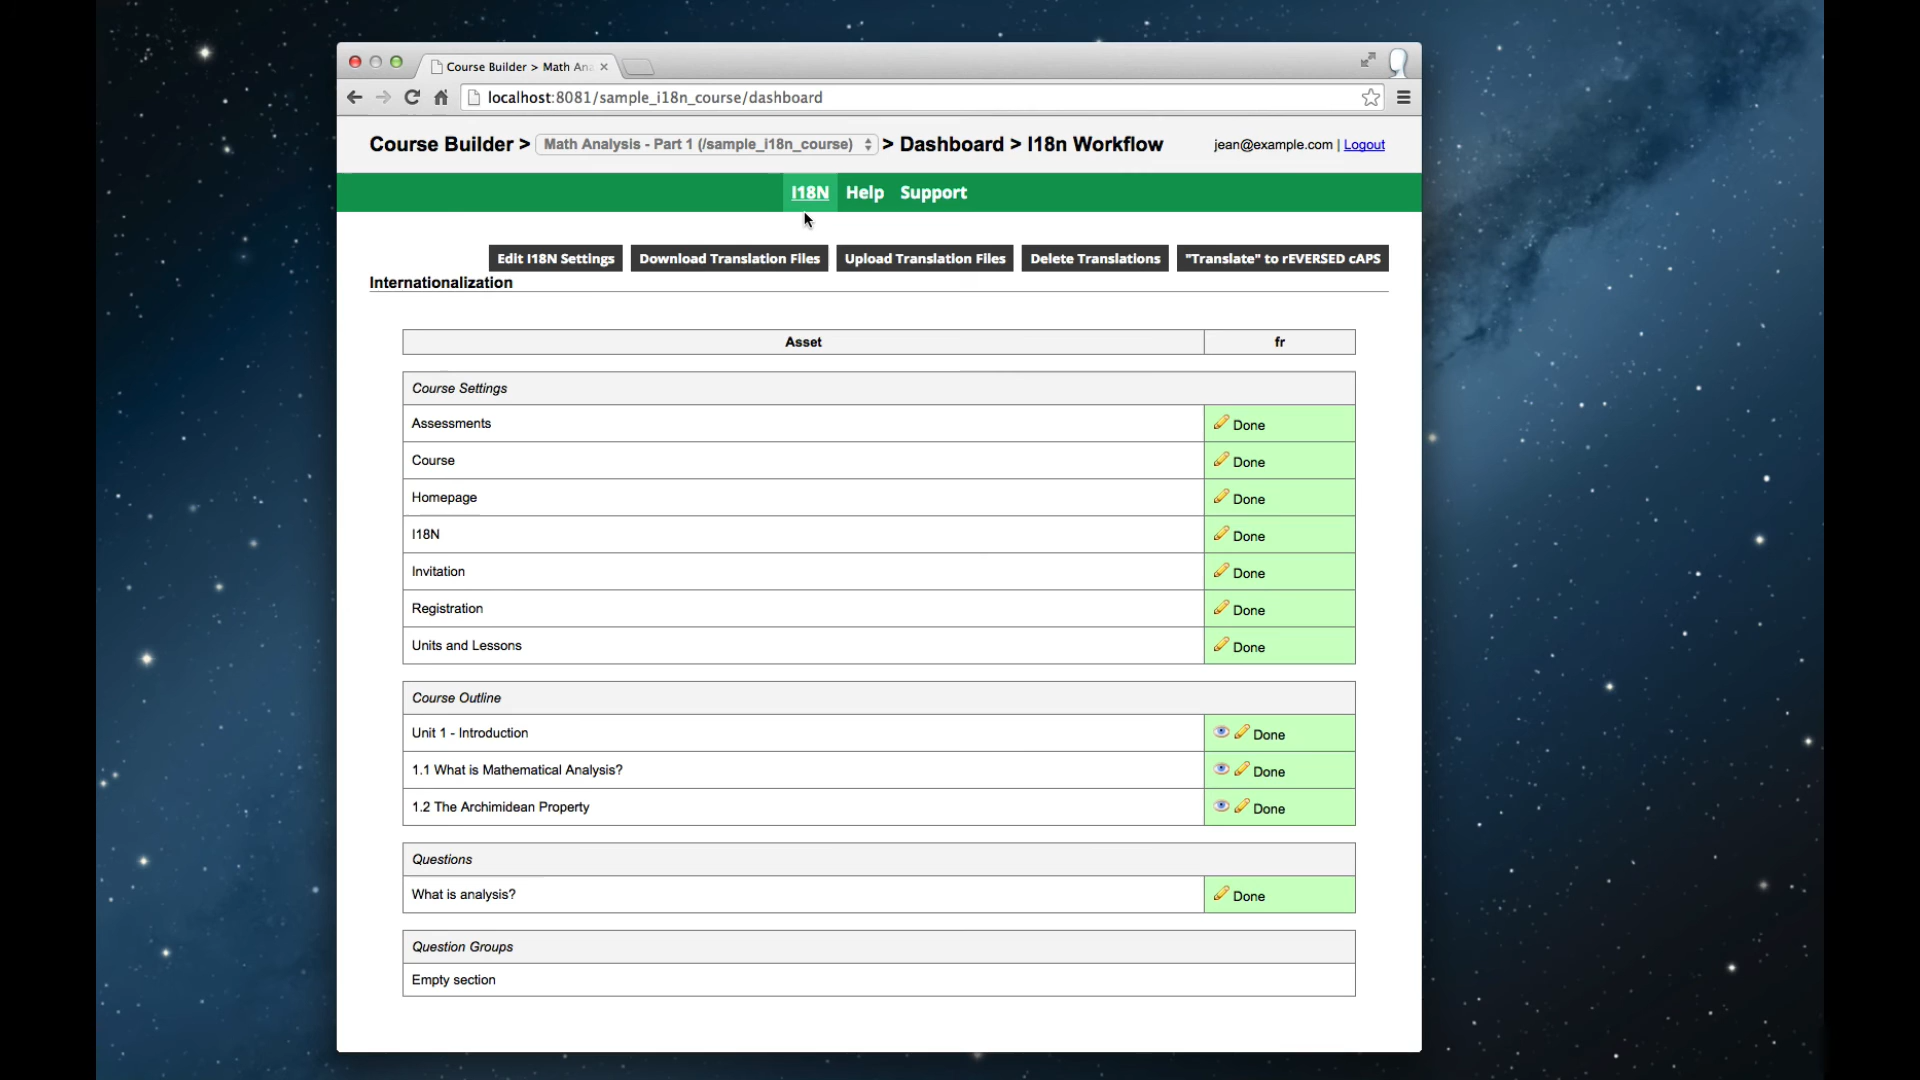 Course Builder > Math Ana
localhost:8081/sample_i18n_course/dashboard
Course Builder > Math Analysis - Part 1 (/sample_i18n_course) > Dashboard > I18n Workflow
jean@example.com | Logout
I18N Help Support
Edit I18N Settings Download Translation Files Upload Translation Files Delete Translations "Translate" to rEVERSED cAPS
Internationalization
Asset fr
Course Settings
Assessments Done
Course Done
Homepage Done
I18N Done
Invitation Done
Registration Done
Units and Lessons Done
Course Outline
Unit 1 - Introduction Done
1.1 What is Mathematical Analysis? Done
1.2 The Archimidean Property Done
Questions
What is analysis? Done
Question Groups
Empty section